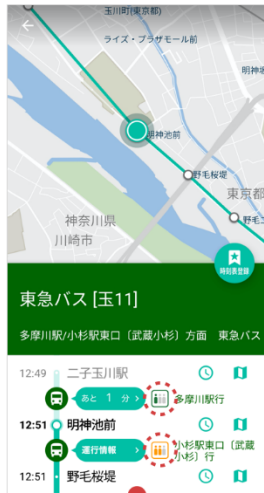 玉川町(東京都)
ライズ・プラザモール前
明神池前
野毛桜堤
東京都
神奈川県
川崎市
時刻表登録
東急バス [玉11]
多摩川駅/小杉駅東口〔武蔵小杉〕方面 東急バス
12:49 二子玉川駅
あと 1 分 多摩川駅行
12:51 明神池前
運行情報 小杉駅東口〔武蔵
小杉〕行
12:51 野毛桜堤